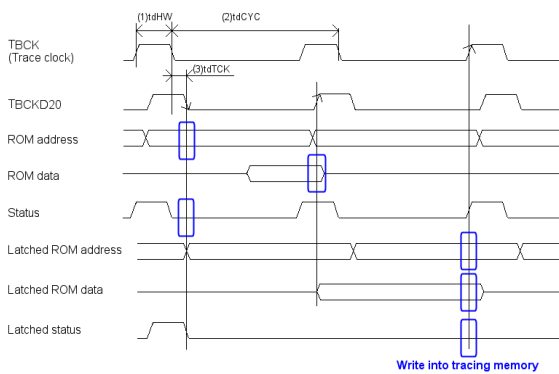 (1)tdHW
(2)tdCYC
TBCK
(Trace clock)
(3)tdTCK
TBCKD20
ROM address
ROM data
Status
Latched ROM address
Latched ROM data
Latched status
Write into tracing memory